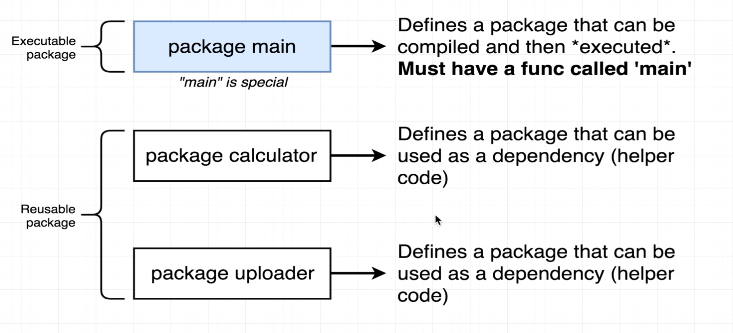 Executable
package
package main
"main" is special
Defines a package that can be
compiled and then *executed*.
Must have a func called 'main'
Reusable
package
package calculator
Defines a package that can be
used as a dependency (helper
code)
package uploader
Defines a package that can be
used as a dependency (helper
code)